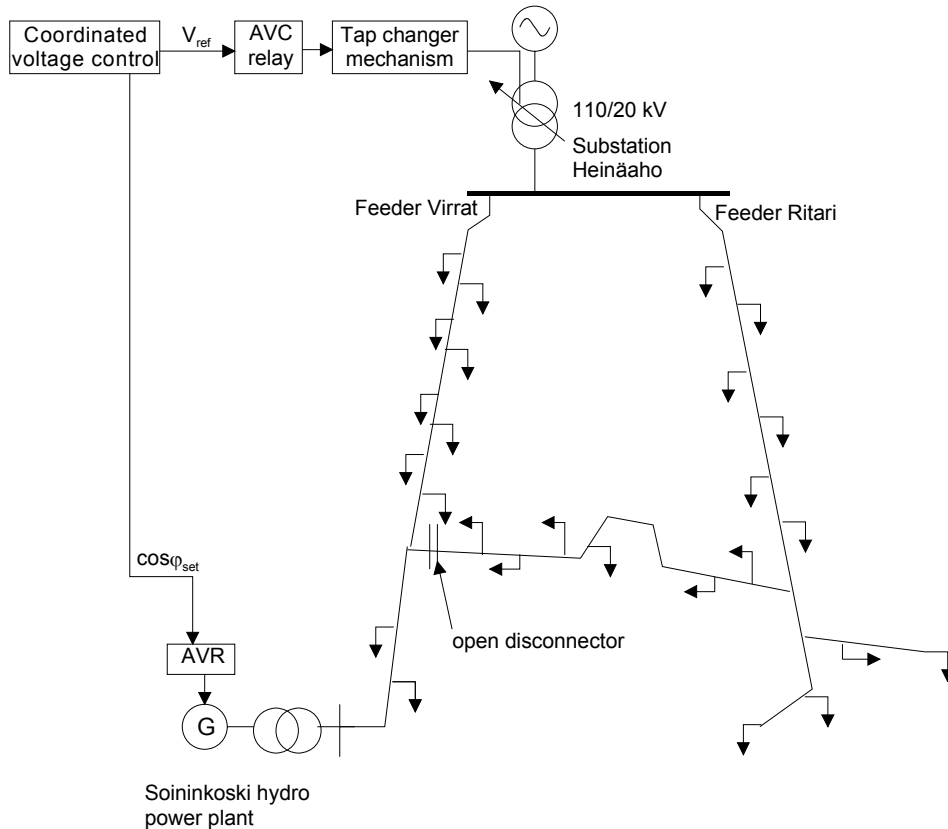 Coordinated
voltage control
V_ref
AVC
relay
Tap changer
mechanism
110/20 kV
Substation
Heinäaho
Feeder Virrat
Feeder Ritari
cosφ_set
open disconnector
AVR
G
Soininkoski hydro
power plant